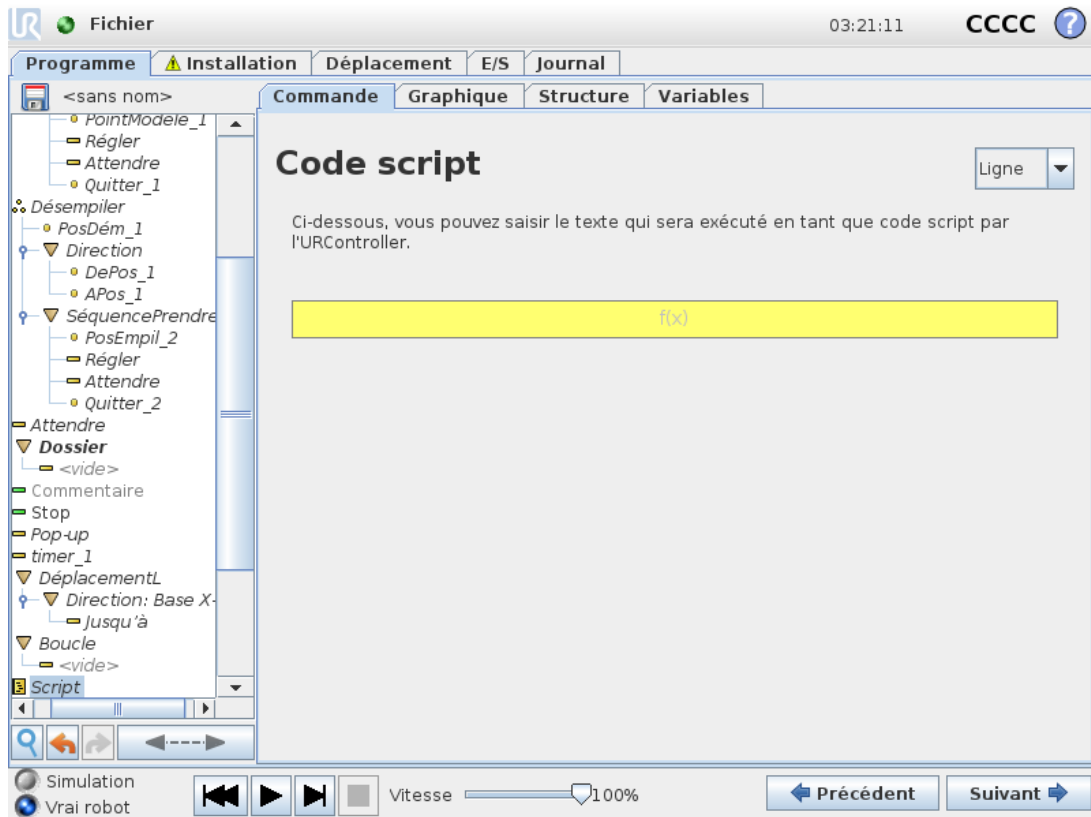 UR
Fichier
03:21:11
CCCC
?
Programme
Installation
Déplacement
E/S
Journal
<sans nom>
Commande
Graphique
Structure
Variables
PointModèle_1
Régler
Attendre
Quitter_1
Désempiler
PosDém_1
Direction
DePos_1
APos_1
SéquencePrendre
PosEmpil_2
Régler
Attendre
Quitter_2
Attendre
Dossier
<vide>
Commentaire
Stop
Pop-up
timer_1
DéplacementL
Direction: Base X-
Jusqu'à
Boucle
<vide>
Script
Code script
Ligne
Ci-dessous, vous pouvez saisir le texte qui sera exécuté en tant que code script par
l'URController.
f(x)
Simulation
Vrai robot
Vitesse
100%
Précédent
Suivant